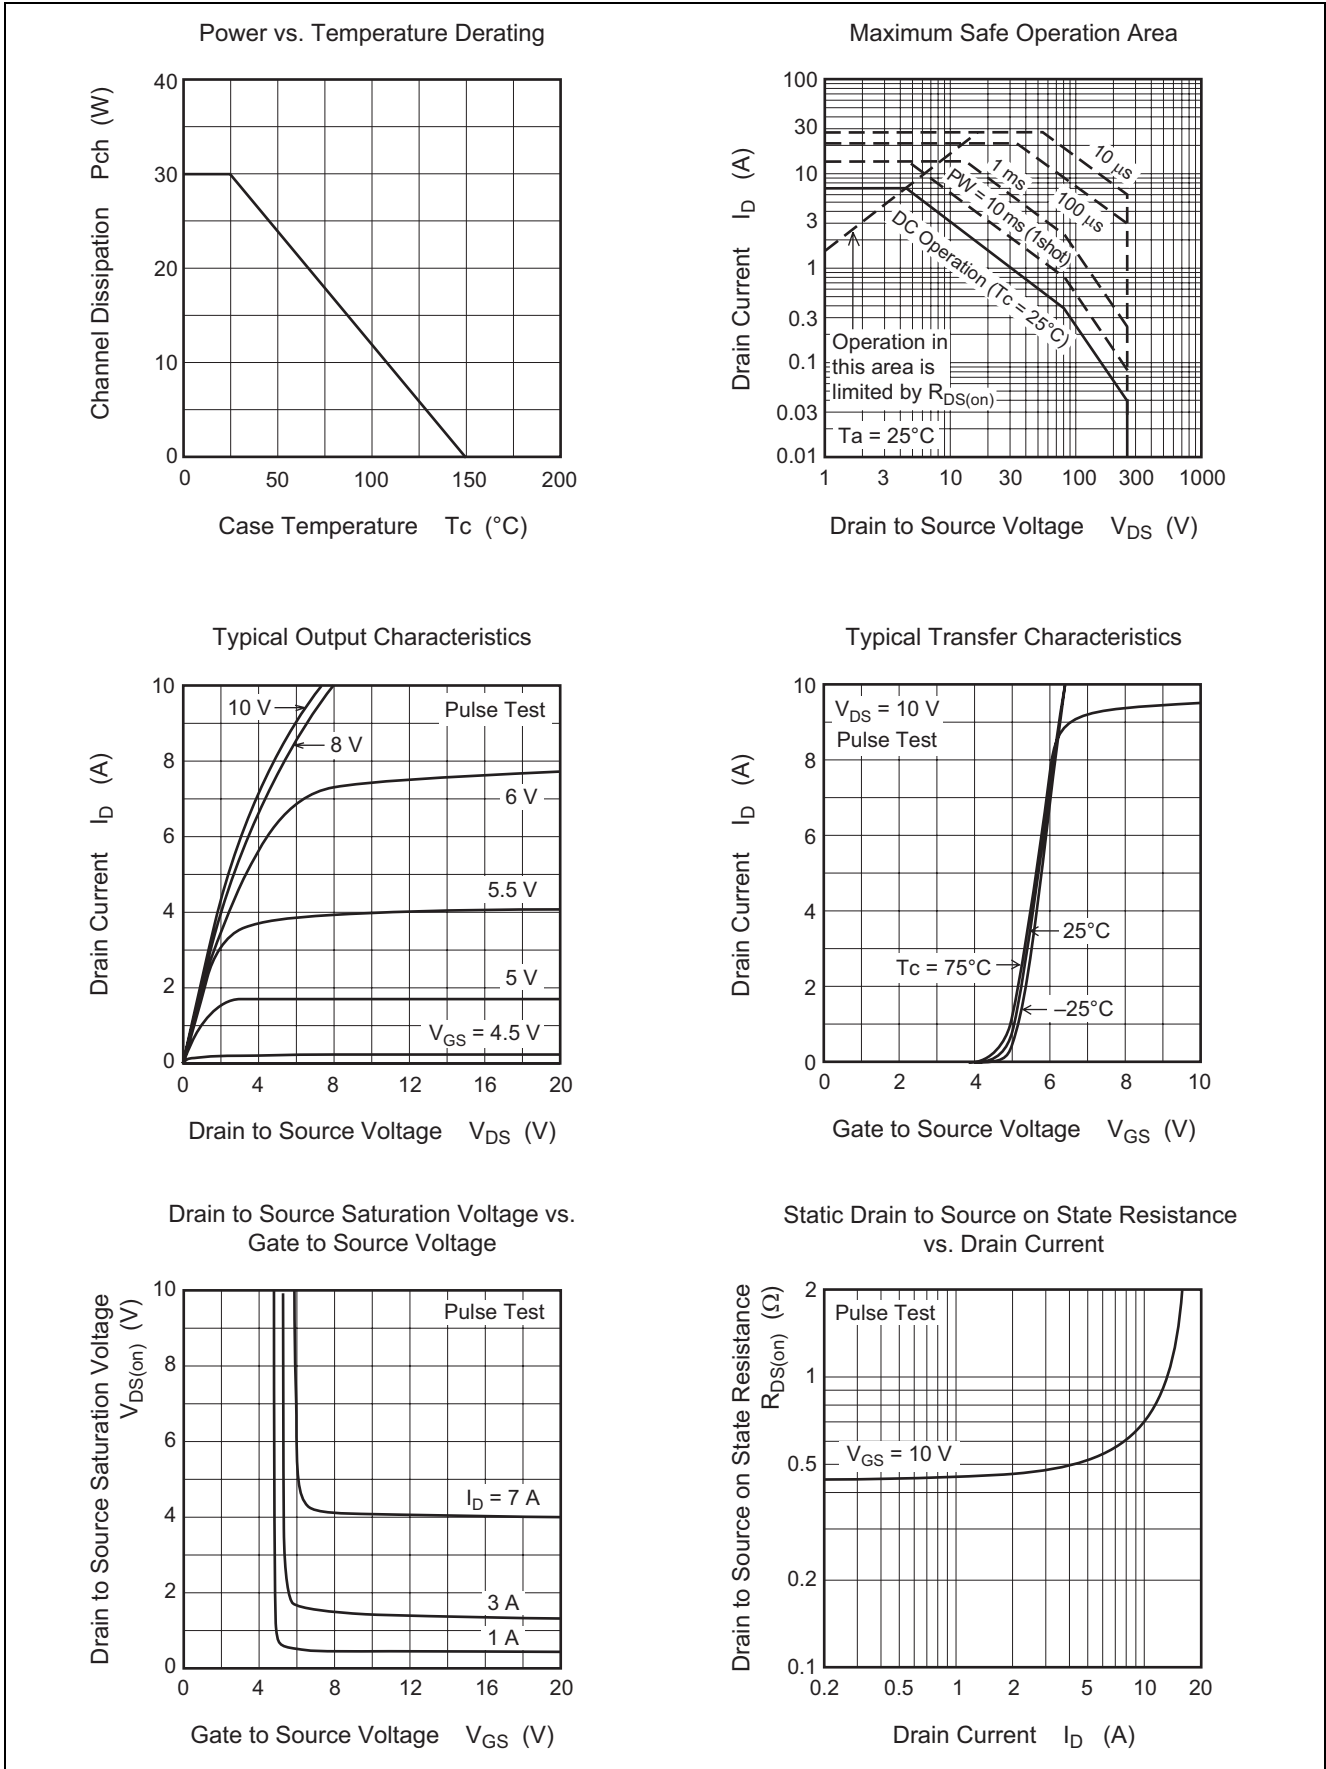 Power vs. Temperature Derating
40
30
20
10
0
0
50
100
150
200
Channel Dissipation Pch (W)
Case Temperature Tc (°C)
Maximum Safe Operation Area
100
30
10
3
1
0.3
0.1
0.03
0.01
1
3
10
30
100
300
1000
Drain Current ID (A)
Drain to Source Voltage VDS (V)
10 μs
100 μs
1 ms
PW = 10 ms (1shot)
DC Operation (Tc = 25°C)
Operation in
this area is
limited by RDS(on)
Ta = 25°C
Typical Output Characteristics
10
8
6
4
2
0
0
4
8
12
16
20
Drain Current ID (A)
Drain to Source Voltage VDS (V)
Pulse Test
10 V
8 V
6 V
5.5 V
5 V
VGS = 4.5 V
Typical Transfer Characteristics
10
8
6
4
2
0
0
2
4
6
8
10
Drain Current ID (A)
Gate to Source Voltage VGS (V)
VDS = 10 V
Pulse Test
25°C
Tc = 75°C
–25°C
Drain to Source Saturation Voltage vs.
Gate to Source Voltage
10
8
6
4
2
0
0
4
8
12
16
20
Drain to Source Saturation Voltage
VDS(on) (V)
Gate to Source Voltage VGS (V)
Pulse Test
ID = 7 A
3 A
1 A
Static Drain to Source on State Resistance
vs. Drain Current
2
1
0.5
0.2
0.1
0.2
0.5
1
2
5
10
20
Drain to Source on State Resistance
RDS(on) (Ω)
Drain Current ID (A)
Pulse Test
VGS = 10 V